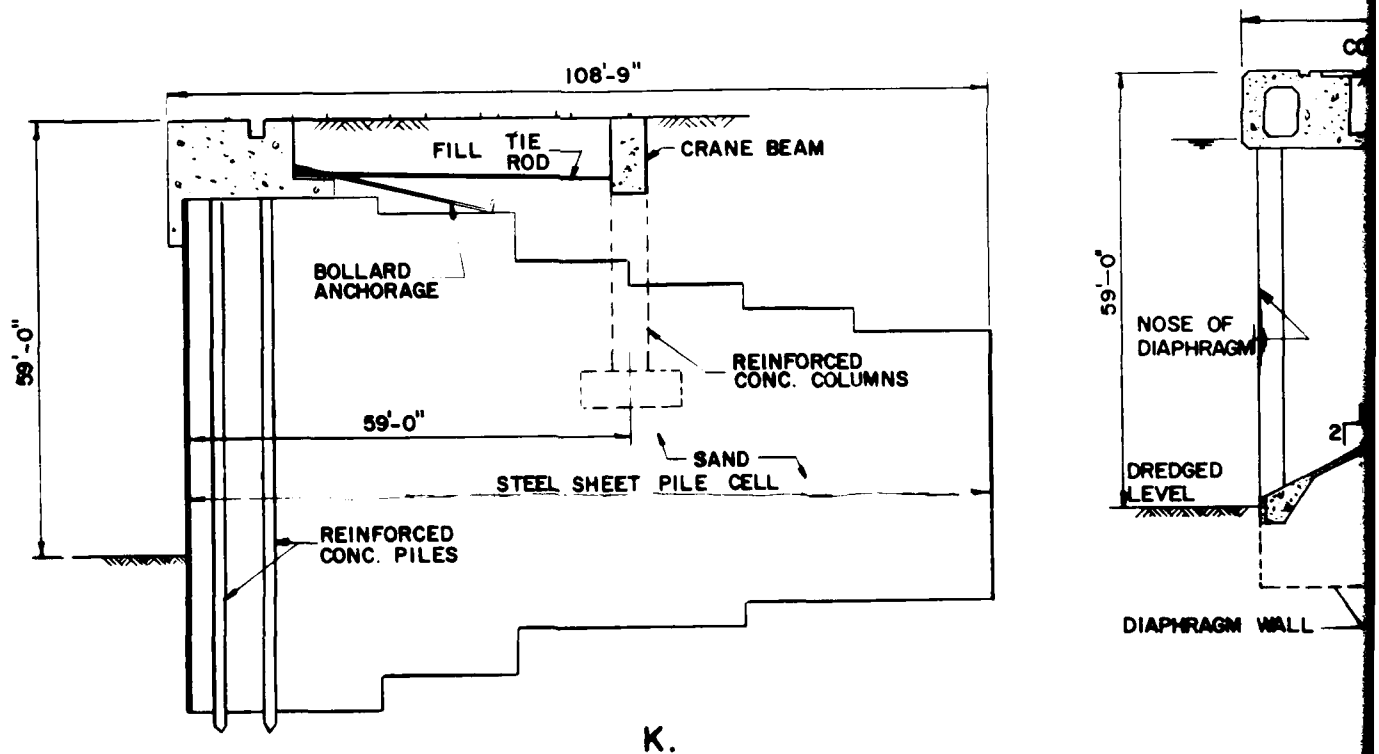 108'-9"
FILL TIE
ROD
CRANE BEAM
BOLLARD
ANCHORAGE
59'-0"
REINFORCED
CONC. COLUMNS
59'-0"
SAND
STEEL SHEET PILE CELL
REINFORCED
CONC. PILES
K.
59'-0"
NOSE OF
DIAPHRAGM
2
DREDGED
LEVEL
DIAPHRAGM WALL